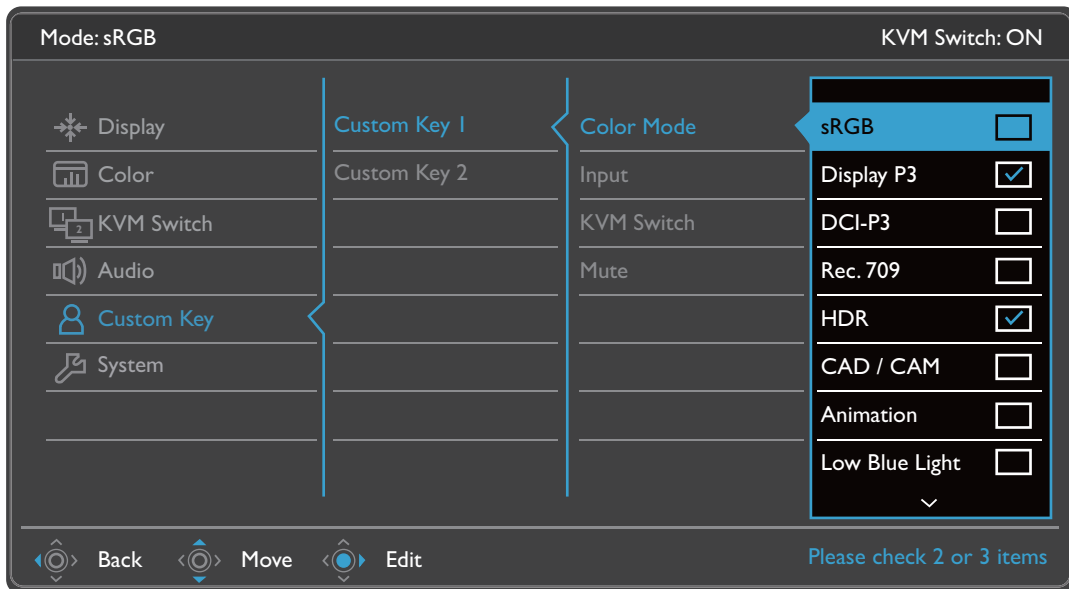 Mode: sRGB
KVM Switch: ON
Display
Color
1
2
KVM Switch
Audio
Custom Key
System
Custom Key 1
Custom Key 2
Color Mode
Input
KVM Switch
Mute
sRGB
Display P3
DCI-P3
Rec. 709
HDR
CAD / CAM
Animation
Low Blue Light
Back
Move
Edit
Please check 2 or 3 items